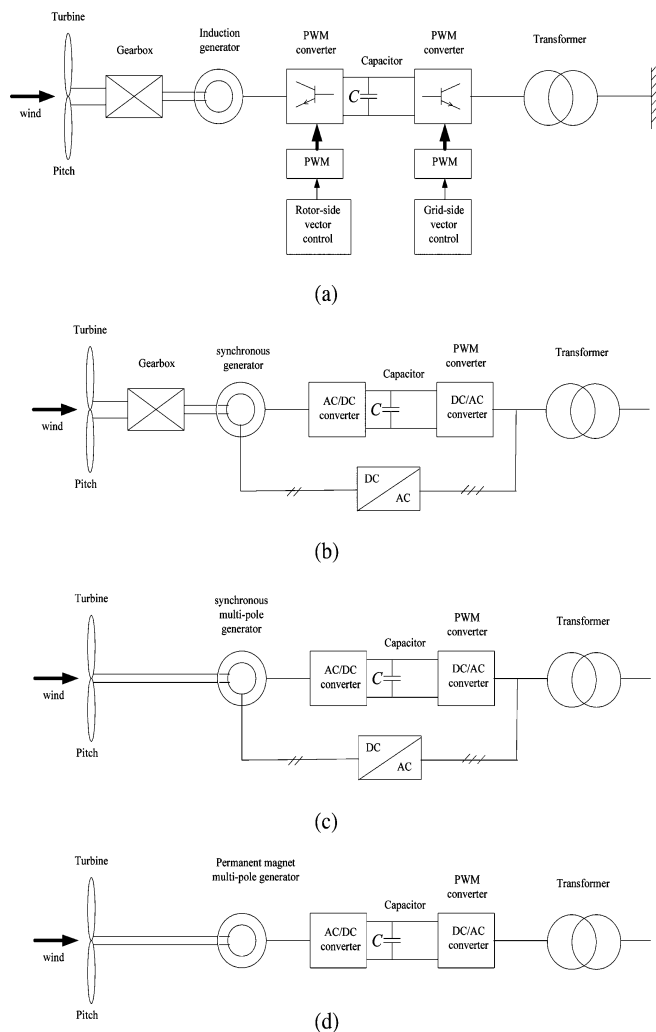 Turbine
Gearbox
Induction
generator
PWM
converter
Capacitor
PWM
converter
Transformer
wind
C
Pitch
PWM
PWM
Rotor-side
vector
control
Grid-side
vector
control
(a)
Turbine
Gearbox
synchronous
generator
Capacitor
PWM
converter
Transformer
wind
AC/DC
converter
C
DC/AC
converter
Pitch
DC
AC
(b)
Turbine
synchronous
multi-pole
generator
Capacitor
PWM
converter
Transformer
wind
AC/DC
converter
C
DC/AC
converter
Pitch
DC
AC
(c)
Turbine
Permanent magnet
multi-pole generator
Capacitor
PWM
converter
Transformer
wind
AC/DC
converter
C
DC/AC
converter
Pitch
(d)